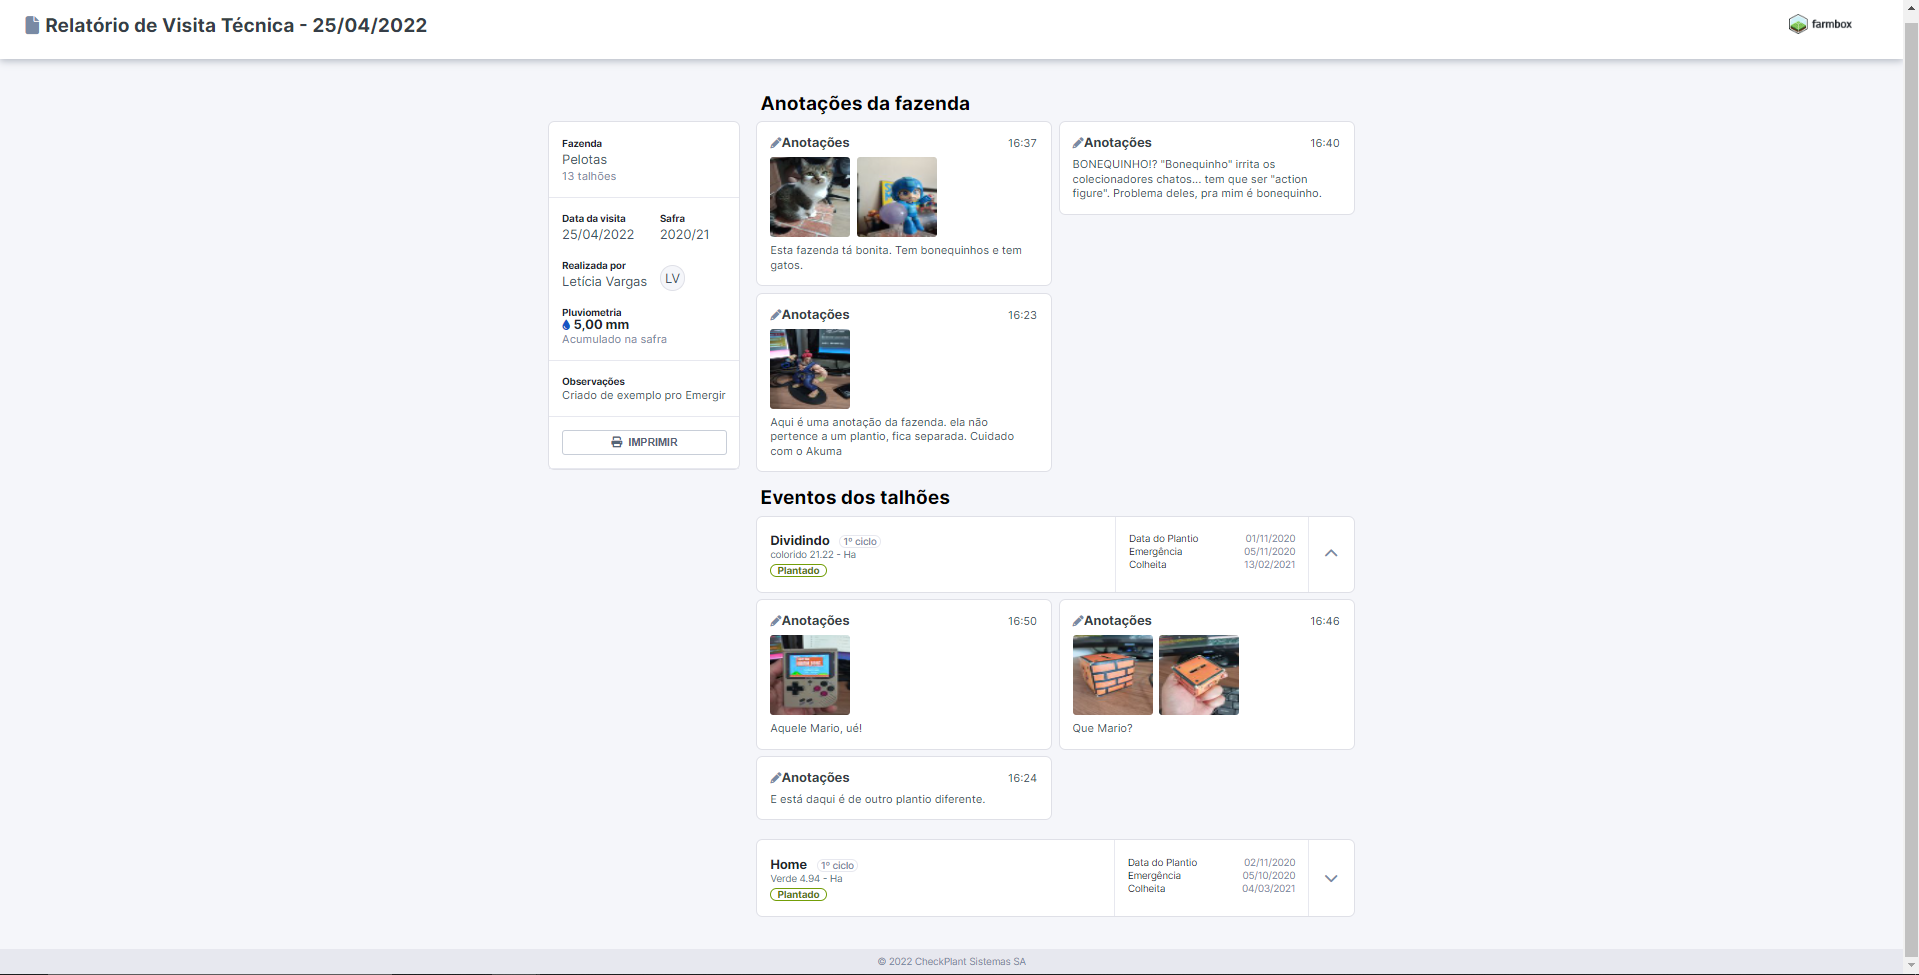 Relatório de Visita Técnica - 25/04/2022
farmbox
Fazenda
Pelotas
13 talhões
Data da visita
25/04/2022
Safra
2020/21
Realizada por
Letícia Vargas
LV
Pluviometria
5,00 mm
Acumulado na safra
Observações
Criado de exemplo pro Emergir
IMPRIMIR
Anotações da fazenda
Anotações 16:37
Esta fazenda tá bonita. Tem bonequinhos e tem
gatos.
Anotações 16:40
BONEQUINHO!? "Bonequinho" irrita os
colecionadores chatos... tem que ser "action
figure". Problema deles, pra mim é bonequinho.
Anotações 16:23
Aqui é uma anotação da fazenda. ela não
pertence a um plantio, fica separada. Cuidado
com o Akuma
Eventos dos talhões
Dividindo 1º ciclo
colorido 21.22 - Ha
Plantado
Data do Plantio 01/11/2020
Emergência 05/11/2020
Colheita 13/02/2021
Anotações 16:50
Aquele Mario, ué!
Anotações 16:46
Que Mario?
Anotações 16:24
E está daqui é de outro plantio diferente.
Home 1º ciclo
Verde 4.94 - Ha
Plantado
Data do Plantio 02/11/2020
Emergência 05/10/2020
Colheita 04/03/2021
© 2022 CheckPlant Sistemas SA